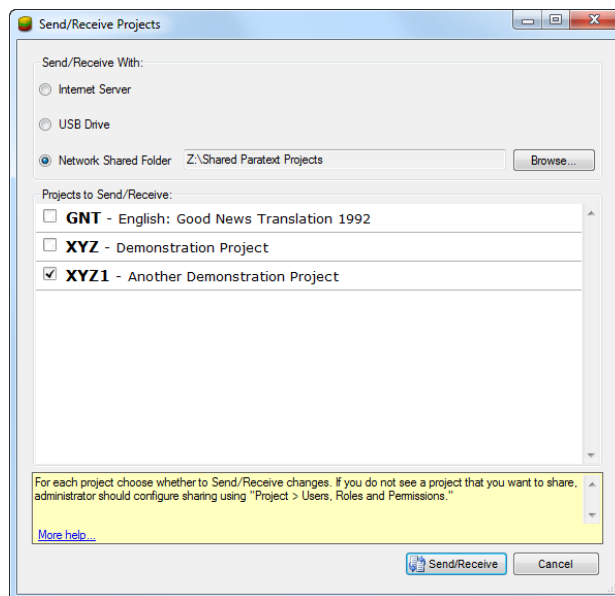 Send/Receive Projects
Send/Receive With:
Internet Server
USB Drive
Network Shared Folder Z:\Shared Paratext Projects Browse...
Projects to Send/Receive:
GNT - English: Good News Translation 1992
XYZ - Demonstration Project
XYZ1 - Another Demonstration Project
For each project choose whether to Send/Receive changes. If you do not see a project that you want to share,
administrator should configure sharing using "Project > Users, Roles and Permissions."
More help...
Send/Receive Cancel